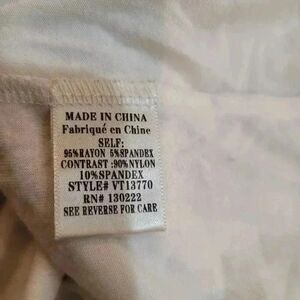 MADE IN CHINA
Fabriqué en Chine
SELF:
95%RAYON 5%SPANDEX
CONTRAST :90%NYLON
10%SPANDEX
STYLE# VT13770
RN# 130222
SEE REVERSE FOR CARE